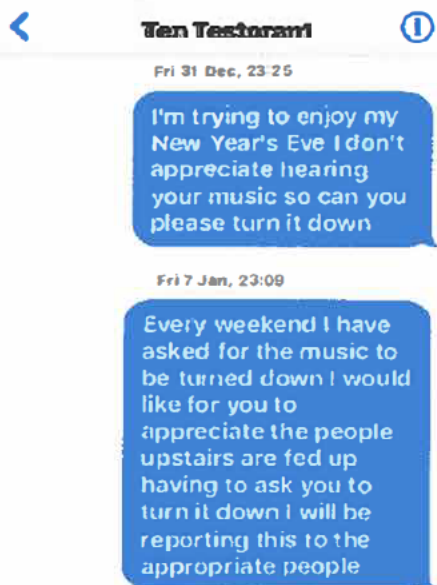 Fri 31 Dec, 23:25
I'm trying to enjoy my
New Year's Eve I don't
appreciate hearing
your music so can you
please turn it down
Fri 7 Jan, 23:09
Every weekend I have
asked for the music to
be turned down I would
like for you to
appreciate the people
upstairs are fed up
having to ask you to
turn it down I will be
reporting this to the
appropriate people